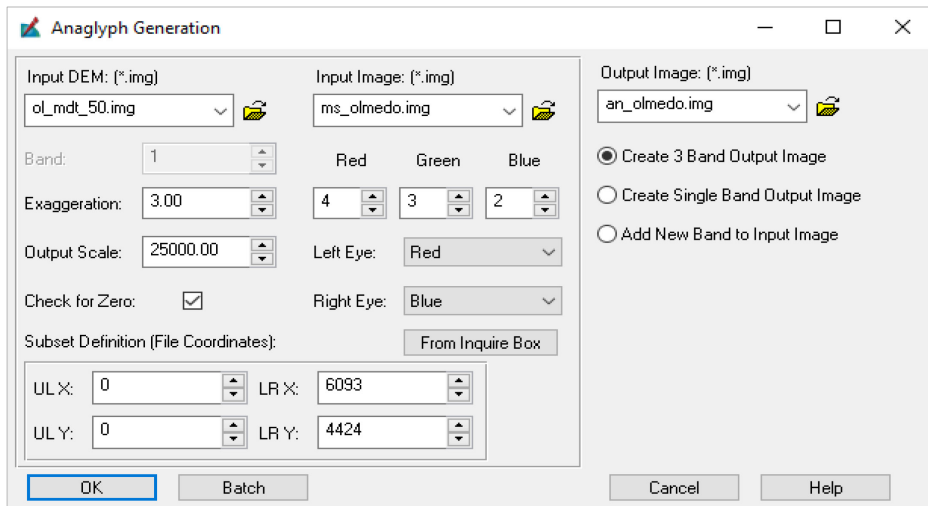 Anaglyph Generation
Input DEM: (*.img)
Input Image: (*.img)
Output Image: (*.img)
ol_mdt_50.img
ms_olmedo.img
an_olmedo.img
Band: 1
Red Green Blue
Create 3 Band Output Image
Exaggeration: 3.00
4 3 2
Create Single Band Output Image
Output Scale: 25000.00
Left Eye: Red
Add New Band to Input Image
Check for Zero:
Right Eye: Blue
Subset Definition (File Coordinates):
From Inquire Box
UL X: 0 LR X: 6093
UL Y: 0 LR Y: 4424
OK Batch Cancel Help